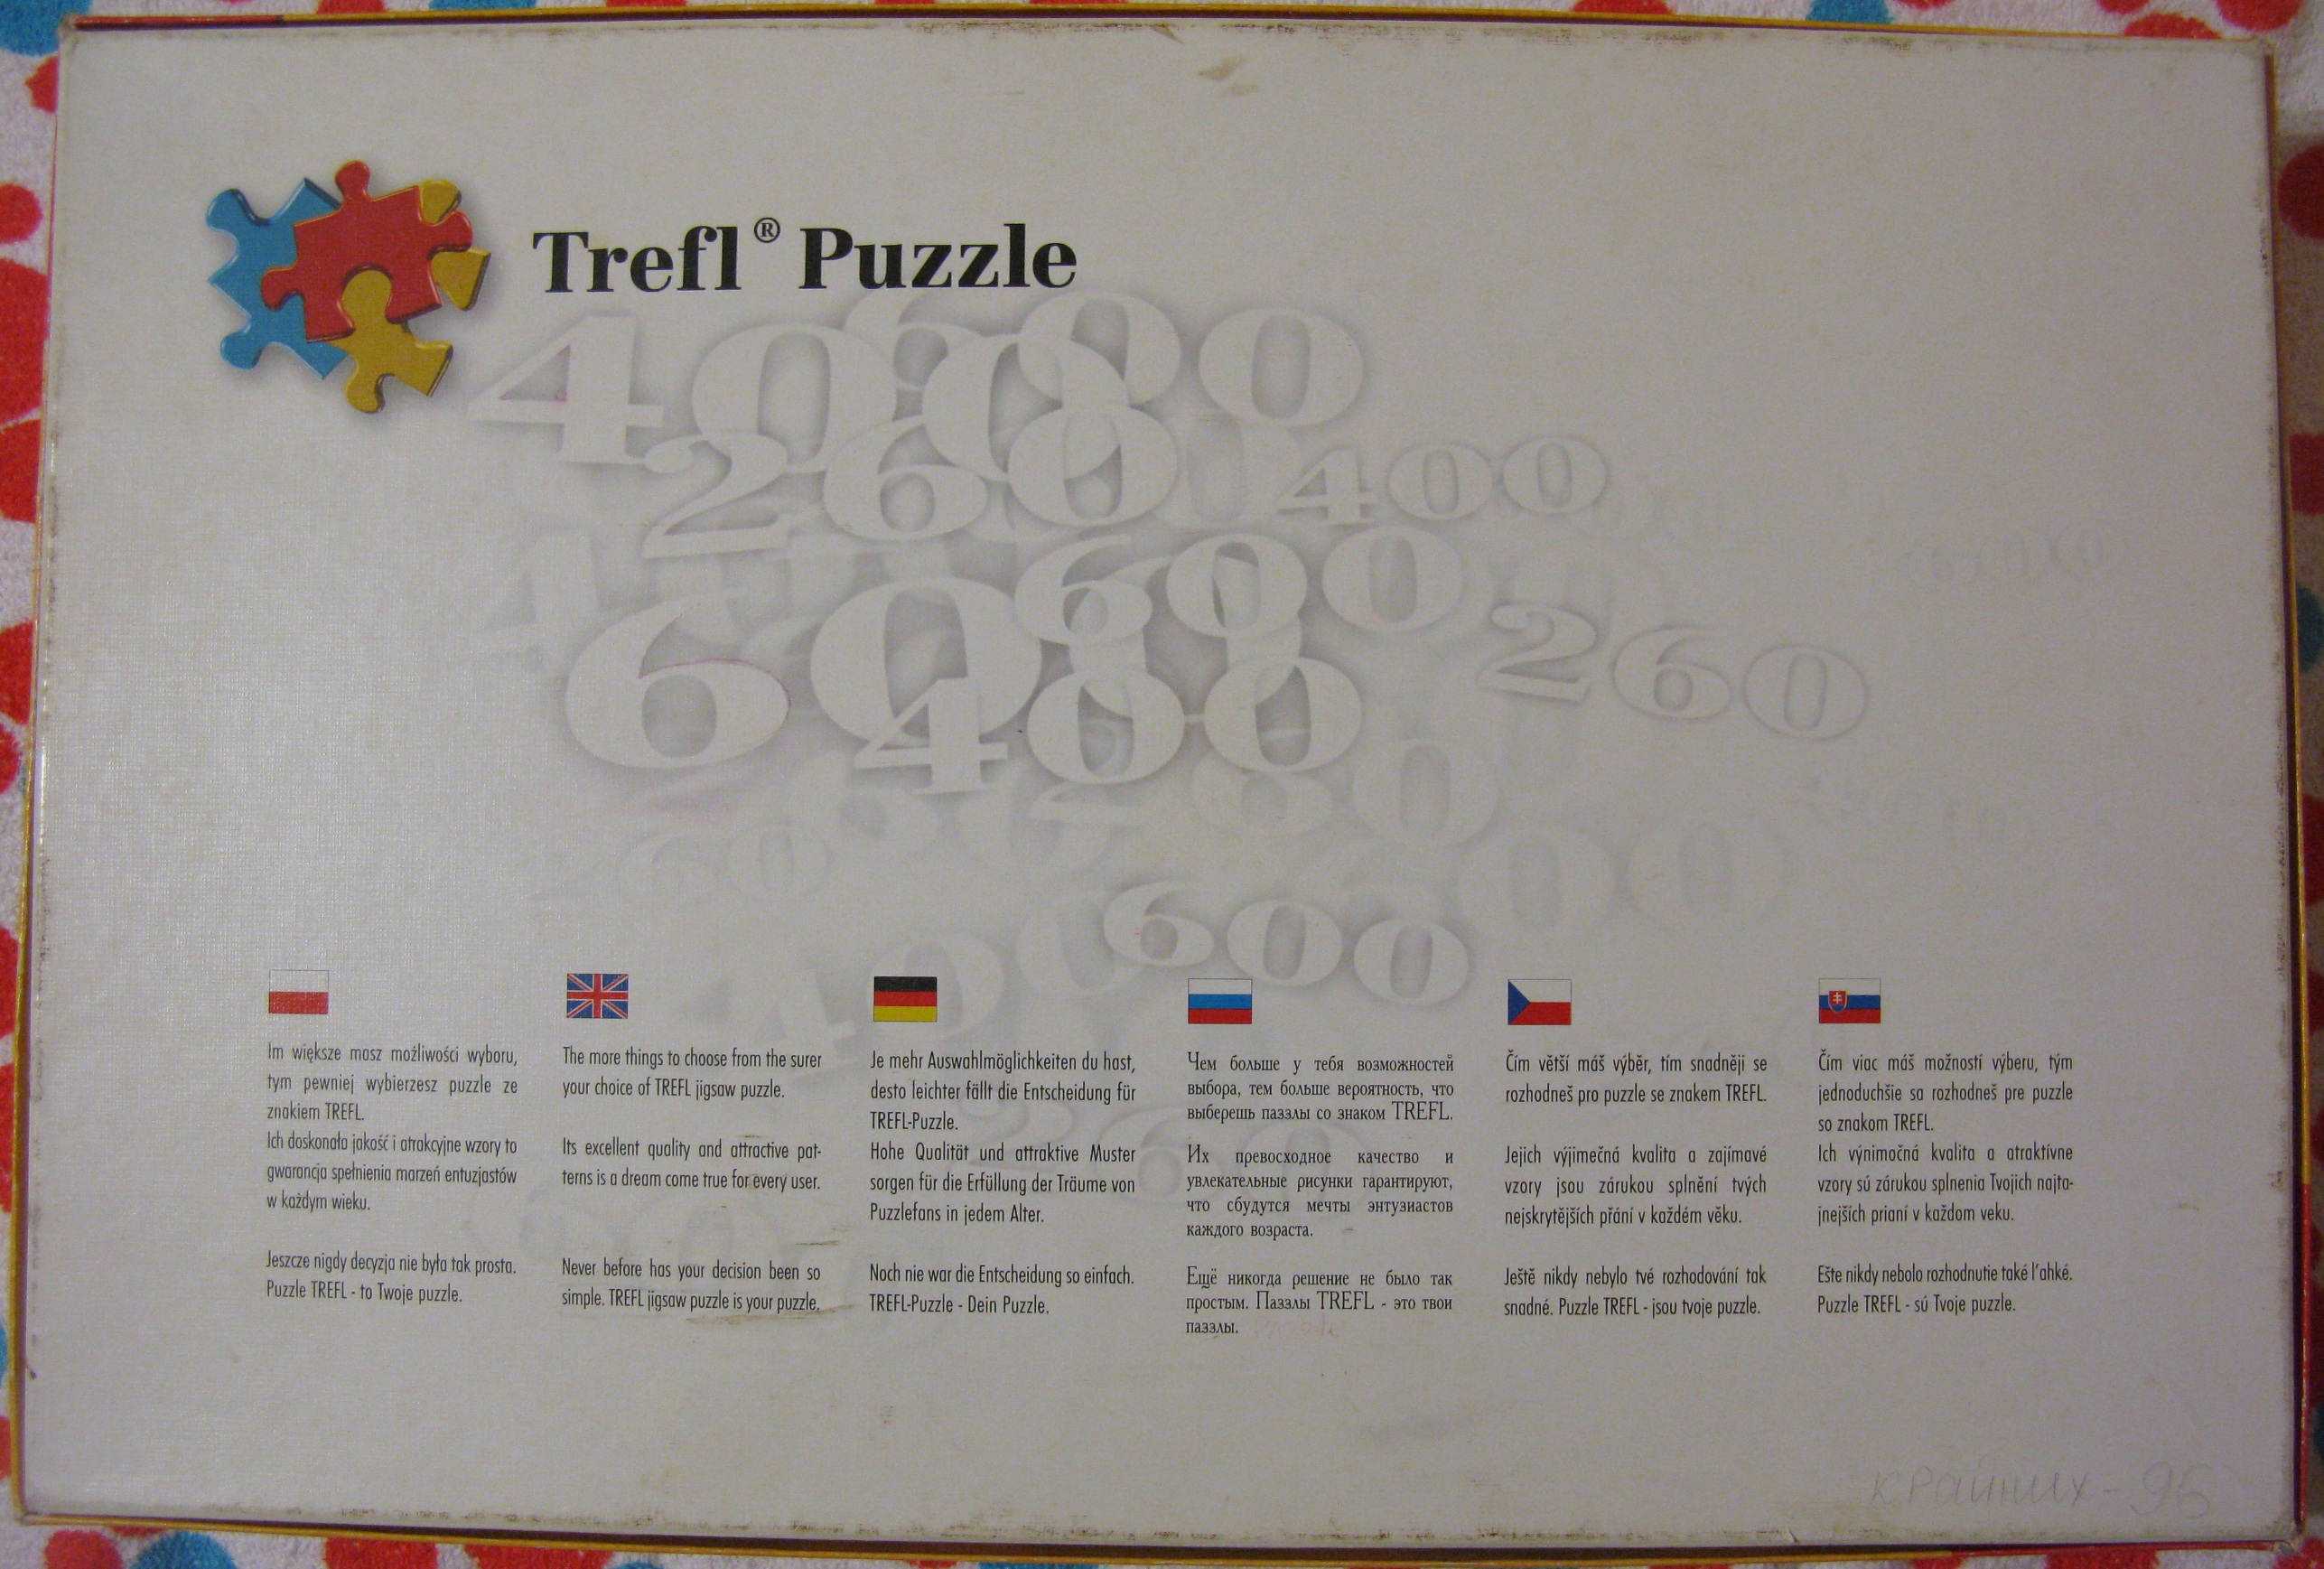 Trefl® Puzzle
600
4000
260
400
600
6000
260
400
600
Im większe masz możliwości wyboru,
tym pewniej wybierzesz puzzle ze
znakiem TREFL.
Ich doskonała jakość i atrakcyjne wzory to
gwarancja spełnienia marzeń entuzjastów
w każdym wieku.
Jeszcze nigdy decyzja nie była tak prosta.
Puzzle TREFL - to Twoje puzzle.
The more things to choose from the surer
your choice of TREFL jigsaw puzzle.
Its excellent quality and attractive pat-
terns is a dream come true for every user.
Never before has your decision been so
simple. TREFL jigsaw puzzle is your puzzle.
Je mehr Auswahlmöglichkeiten du hast,
desto leichter fällt die Entscheidung für
TREFL-Puzzle.
Hohe Qualität und attraktive Muster
sorgen für die Erfüllung der Träume von
Puzzlefans in jedem Alter.
Noch nie war die Entscheidung so einfach.
TREFL-Puzzle - Dein Puzzle.
Чем больше у тебя возможностей
выбора, тем больше вероятность, что
выберешь паззлы со знаком TREFL.
Их превосходное качество и
увлекательные рисунки гарантируют,
что сбудутся мечты энтузиастов
каждого возраста.
Ещё никогда решение не было так
простым. Паззлы TREFL - это твои
паззлы.
Čím větší máš výběr, tím snadněji se
rozhodneš pro puzzle se znakem TREFL.
Jejich výjimečná kvalita a zajímavé
vzory jsou zárukou splnění tvých
nejskrytějších přání v každém věku.
Ještě nikdy nebylo tvé rozhodování tak
snadné. Puzzle TREFL - jsou tvoje puzzle.
Čím viac máš možností výberu, tým
jednoduchšie sa rozhodneš pre puzzle
so znakom TREFL.
Ich výnimočná kvalita a atraktívne
vzory sú zárukou splnenia Tvojich najta-
jnejších prianí v každom veku.
Ešte nikdy nebolo rozhodnutie také l'ahké.
Puzzle TREFL - sú Tvoje puzzle.
Крайних - 96